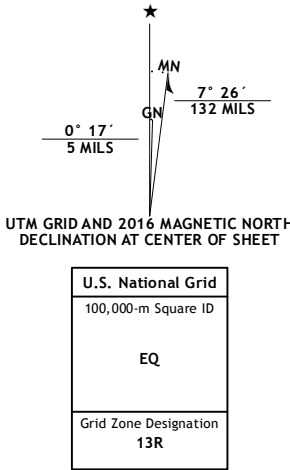 ★
MN
GN
7° 26´
132 MILS
0° 17´
5 MILS
UTM GRID AND 2016 MAGNETIC NORTH
DECLINATION AT CENTER OF SHEET
U.S. National Grid
100,000-m Square ID
EQ
Grid Zone Designation
13R